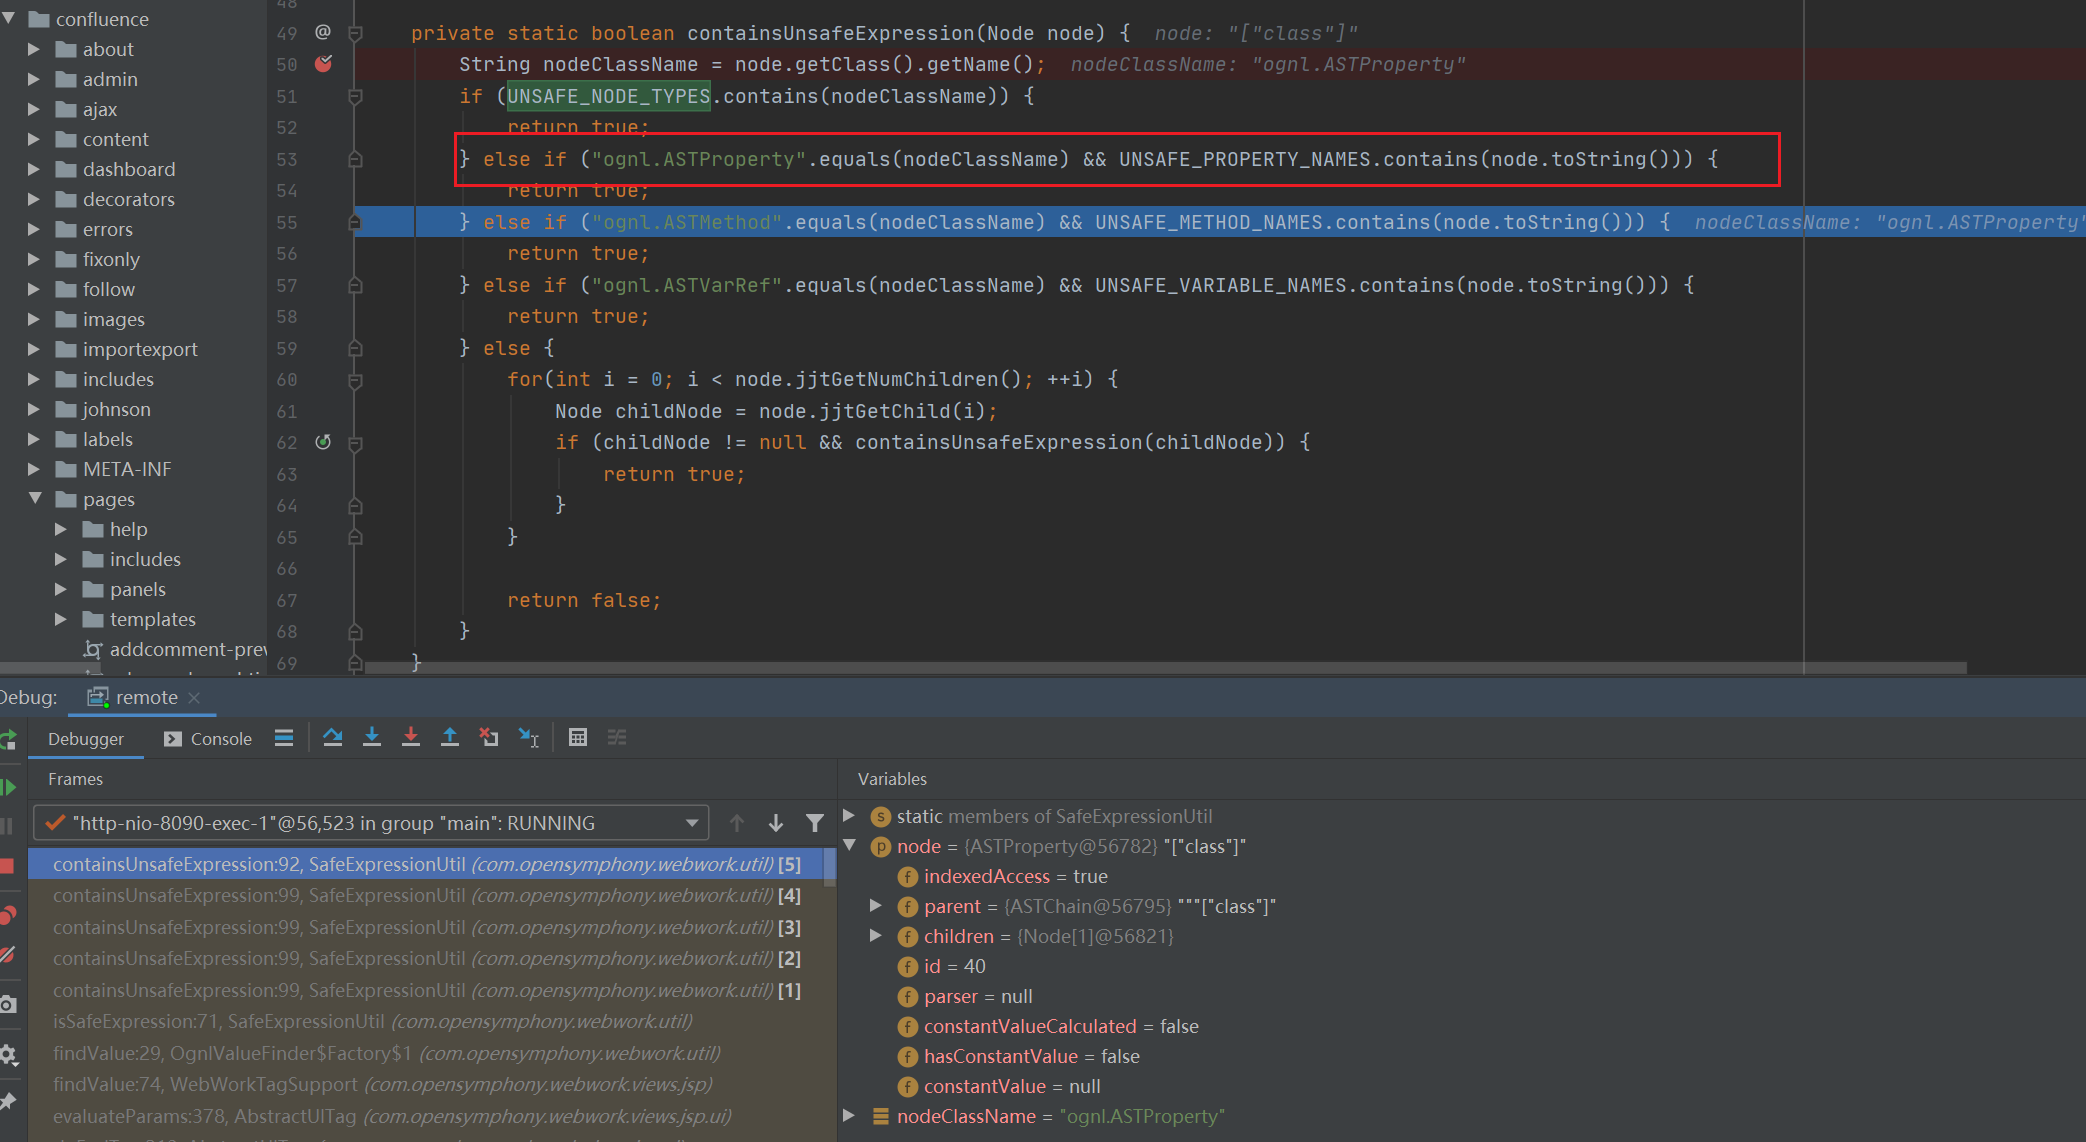 confluence
about
admin
ajax
content
dashboard
decorators
errors
fixonly
follow
images
importexport
includes
johnson
labels
META-INF
pages
help
includes
panels
templates
addcomment-prev
48
49 @ private static boolean containsUnsafeExpression(Node node) { node: "["class"]"
50 String nodeClassName = node.getClass().getName(); nodeClassName: "ognl.ASTProperty"
51 if (UNSAFE_NODE_TYPES.contains(nodeClassName)) {
52 return true;
53 } else if ("ognl.ASTProperty".equals(nodeClassName) && UNSAFE_PROPERTY_NAMES.contains(node.toString())) {
54 return true;
55 } else if ("ognl.ASTMethod".equals(nodeClassName) && UNSAFE_METHOD_NAMES.contains(node.toString())) { nodeClassName: "ognl.ASTProperty"
56 return true;
57 } else if ("ognl.ASTVarRef".equals(nodeClassName) && UNSAFE_VARIABLE_NAMES.contains(node.toString())) {
58 return true;
59 } else {
60 for(int i = 0; i < node.jjtGetNumChildren(); ++i) {
61 Node childNode = node.jjtGetChild(i);
62 if (childNode != null && containsUnsafeExpression(childNode)) {
63 return true;
64 }
65 }
66
67 return false;
68 }
69 }
Debug: remote
Debugger Console
Frames
"http-nio-8090-exec-1"@56,523 in group "main": RUNNING
containsUnsafeExpression:92, SafeExpressionUtil (com.opensymphony.webwork.util) [5]
containsUnsafeExpression:99, SafeExpressionUtil (com.opensymphony.webwork.util) [4]
containsUnsafeExpression:99, SafeExpressionUtil (com.opensymphony.webwork.util) [3]
containsUnsafeExpression:99, SafeExpressionUtil (com.opensymphony.webwork.util) [2]
containsUnsafeExpression:99, SafeExpressionUtil (com.opensymphony.webwork.util) [1]
isSafeExpression:71, SafeExpressionUtil (com.opensymphony.webwork.util)
findValue:29, OgnlValueFinder$Factory$1 (com.opensymphony.webwork.util)
findValue:74, WebWorkTagSupport (com.opensymphony.webwork.views.jsp)
evaluateParams:378, AbstractUITag (com.opensymphony.webwork.views.jsp.ui)
Variables
static members of SafeExpressionUtil
node = {ASTProperty@56782} "["class"]"
indexedAccess = true
parent = {ASTChain@56795} """["class"]"
children = {Node[1]@56821}
id = 40
parser = null
constantValueCalculated = false
hasConstantValue = false
constantValue = null
nodeClassName = "ognl.ASTProperty"